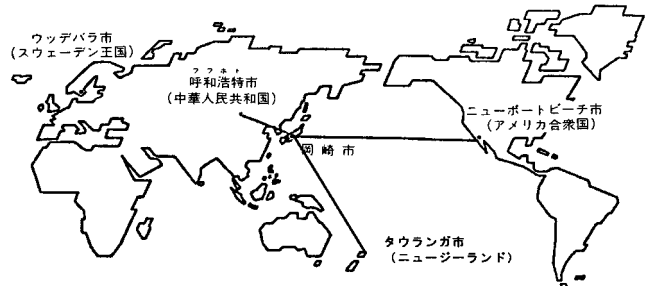 ウッデバラ市
(スウェーデン王国)
フフホト
呼和浩特市
(中華人民共和国)
岡崎市
ニューポートビーチ市
(アメリカ合衆国)
タウランガ市
(ニュージーランド)